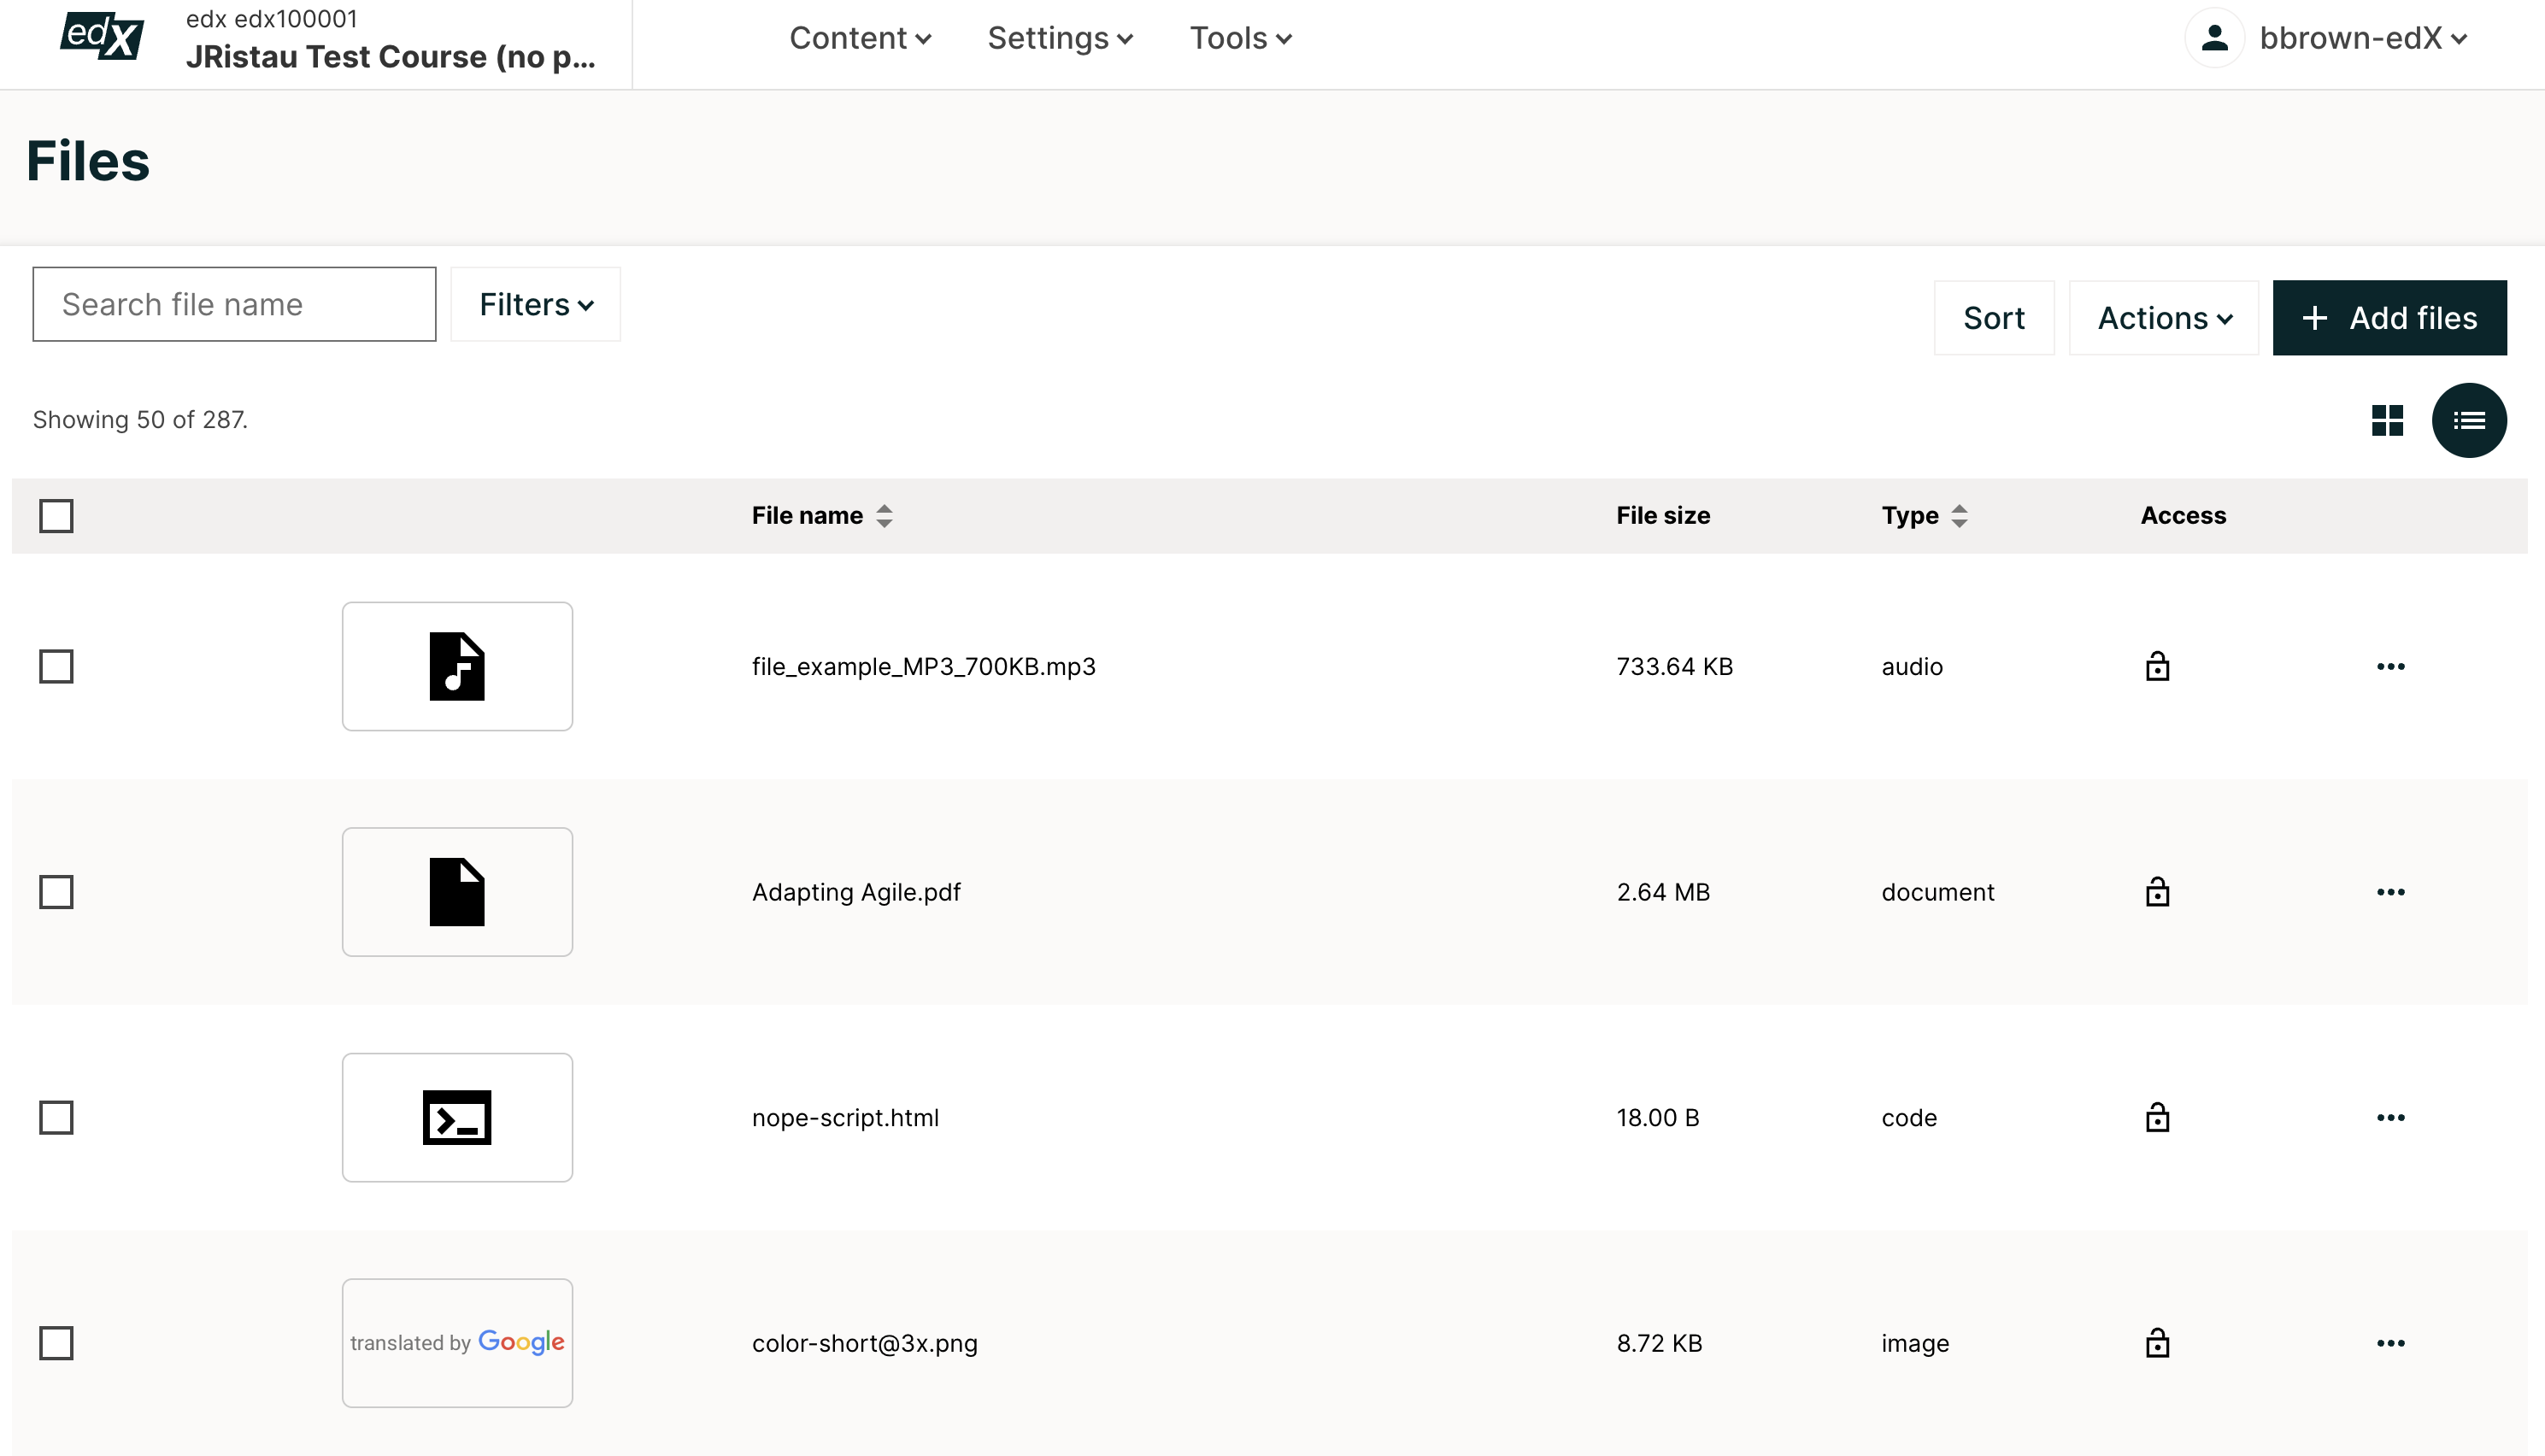 edX
edx edx100001
JRistau Test Course (no p...
Content
Settings
Tools
bbrown-edX
Files
Search file name
Filters
Sort
Actions
+ Add files
Showing 50 of 287.
File name
File size
Type
Access
file_example_MP3_700KB.mp3
733.64 KB
audio
Adapting Agile.pdf
2.64 MB
document
nope-script.html
18.00 B
code
translated by Google
color-short@3x.png
8.72 KB
image